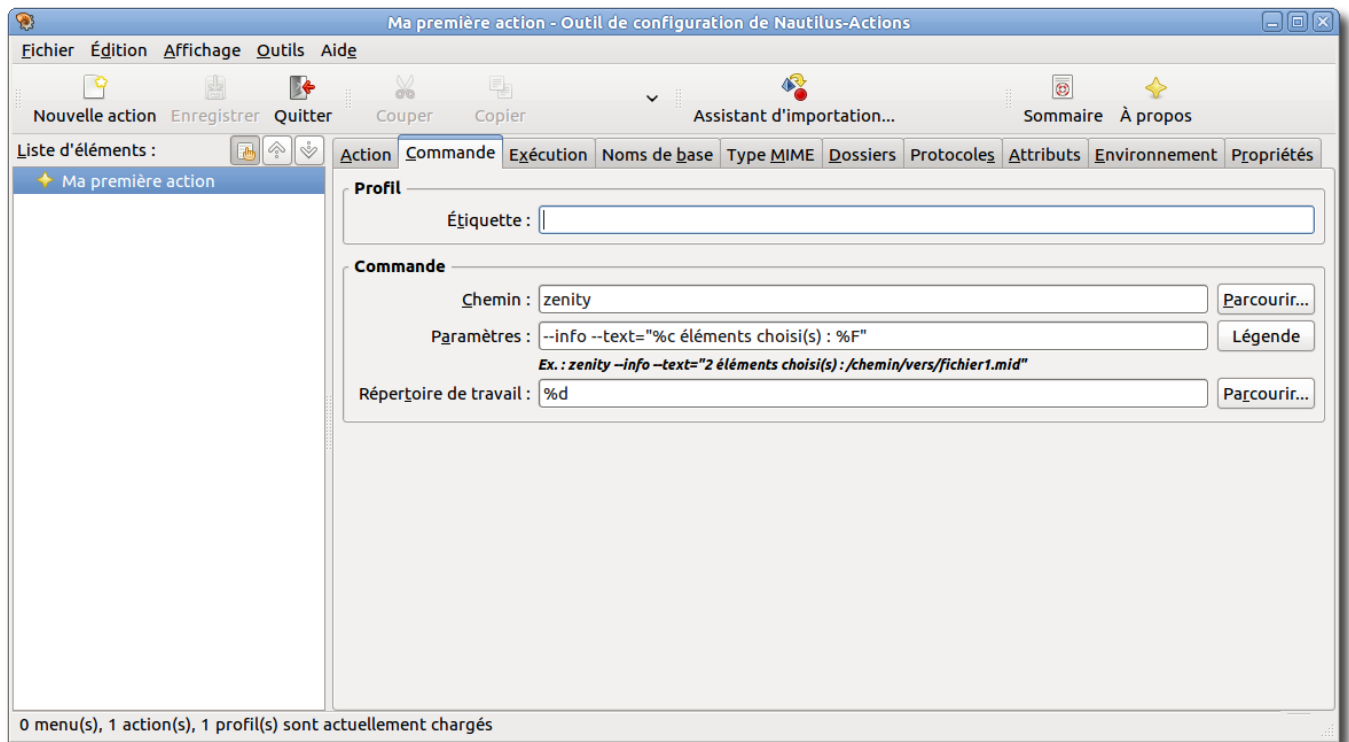 Ma première action - Outil de configuration de Nautilus-Actions
Fichier Édition Affichage Outils Aide
Nouvelle action Enregistrer Quitter Couper Copier Assistant d'importation... Sommaire À propos
Liste d'éléments :
Ma première action
Action Commande Exécution Noms de base Type MIME Dossiers Protocoles Attributs Environnement Propriétés
Profil
Étiquette :
Commande
Chemin : zenity Parcourir...
Paramètres : --info --text="%c éléments choisi(s) : %F" Légende
Ex. : zenity --info --text="2 éléments choisi(s) : /chemin/vers/fichier1.mid"
Répertoire de travail : %d Parcourir...
0 menu(s), 1 action(s), 1 profil(s) sont actuellement chargés